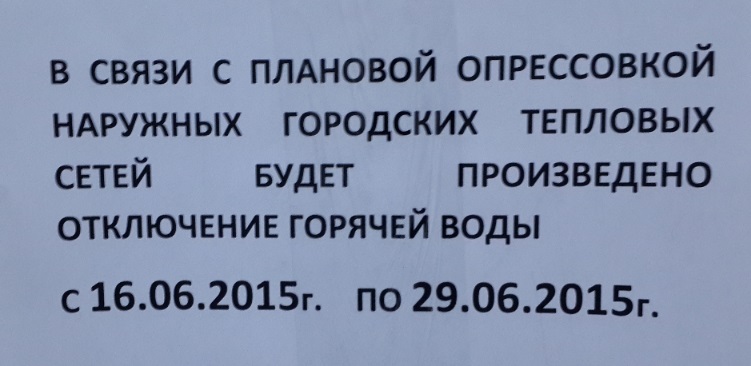 В СВЯЗИ С ПЛАНОВОЙ ОПРЕССОВКОЙ
НАРУЖНЫХ ГОРОДСКИХ ТЕПЛОВЫХ
СЕТЕЙ БУДЕТ ПРОИЗВЕДЕНО
ОТКЛЮЧЕНИЕ ГОРЯЧЕЙ ВОДЫ
с 16.06.2015г. по 29.06.2015г.